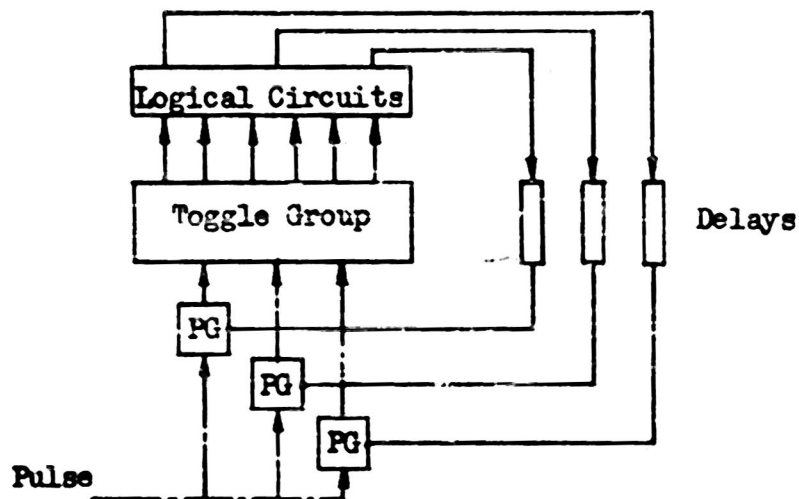 Logical Circuits
Toggle Group
Delays
PG
PG
PG
Pulse